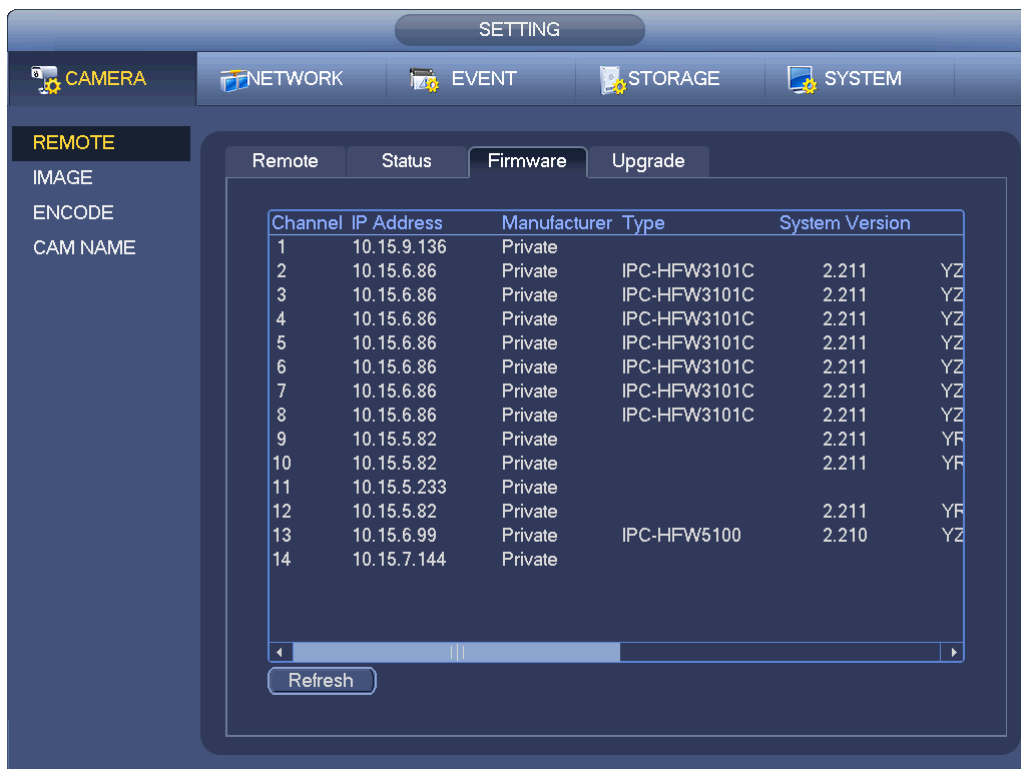 SETTING
CAMERA NETWORK EVENT STORAGE SYSTEM
REMOTE
IMAGE
ENCODE
CAM NAME
Remote Status Firmware Upgrade
Channel IP Address Manufacturer Type System Version
1 10.15.9.136 Private
2 10.15.6.86 Private IPC-HFW3101C 2.211 YZ
3 10.15.6.86 Private IPC-HFW3101C 2.211 YZ
4 10.15.6.86 Private IPC-HFW3101C 2.211 YZ
5 10.15.6.86 Private IPC-HFW3101C 2.211 YZ
6 10.15.6.86 Private IPC-HFW3101C 2.211 YZ
7 10.15.6.86 Private IPC-HFW3101C 2.211 YZ
8 10.15.6.86 Private IPC-HFW3101C 2.211 YZ
9 10.15.5.82 Private 2.211 YR
10 10.15.5.82 Private 2.211 YR
11 10.15.5.233 Private
12 10.15.5.82 Private 2.211 YR
13 10.15.6.99 Private IPC-HFW5100 2.210 YZ
14 10.15.7.144 Private
Refresh